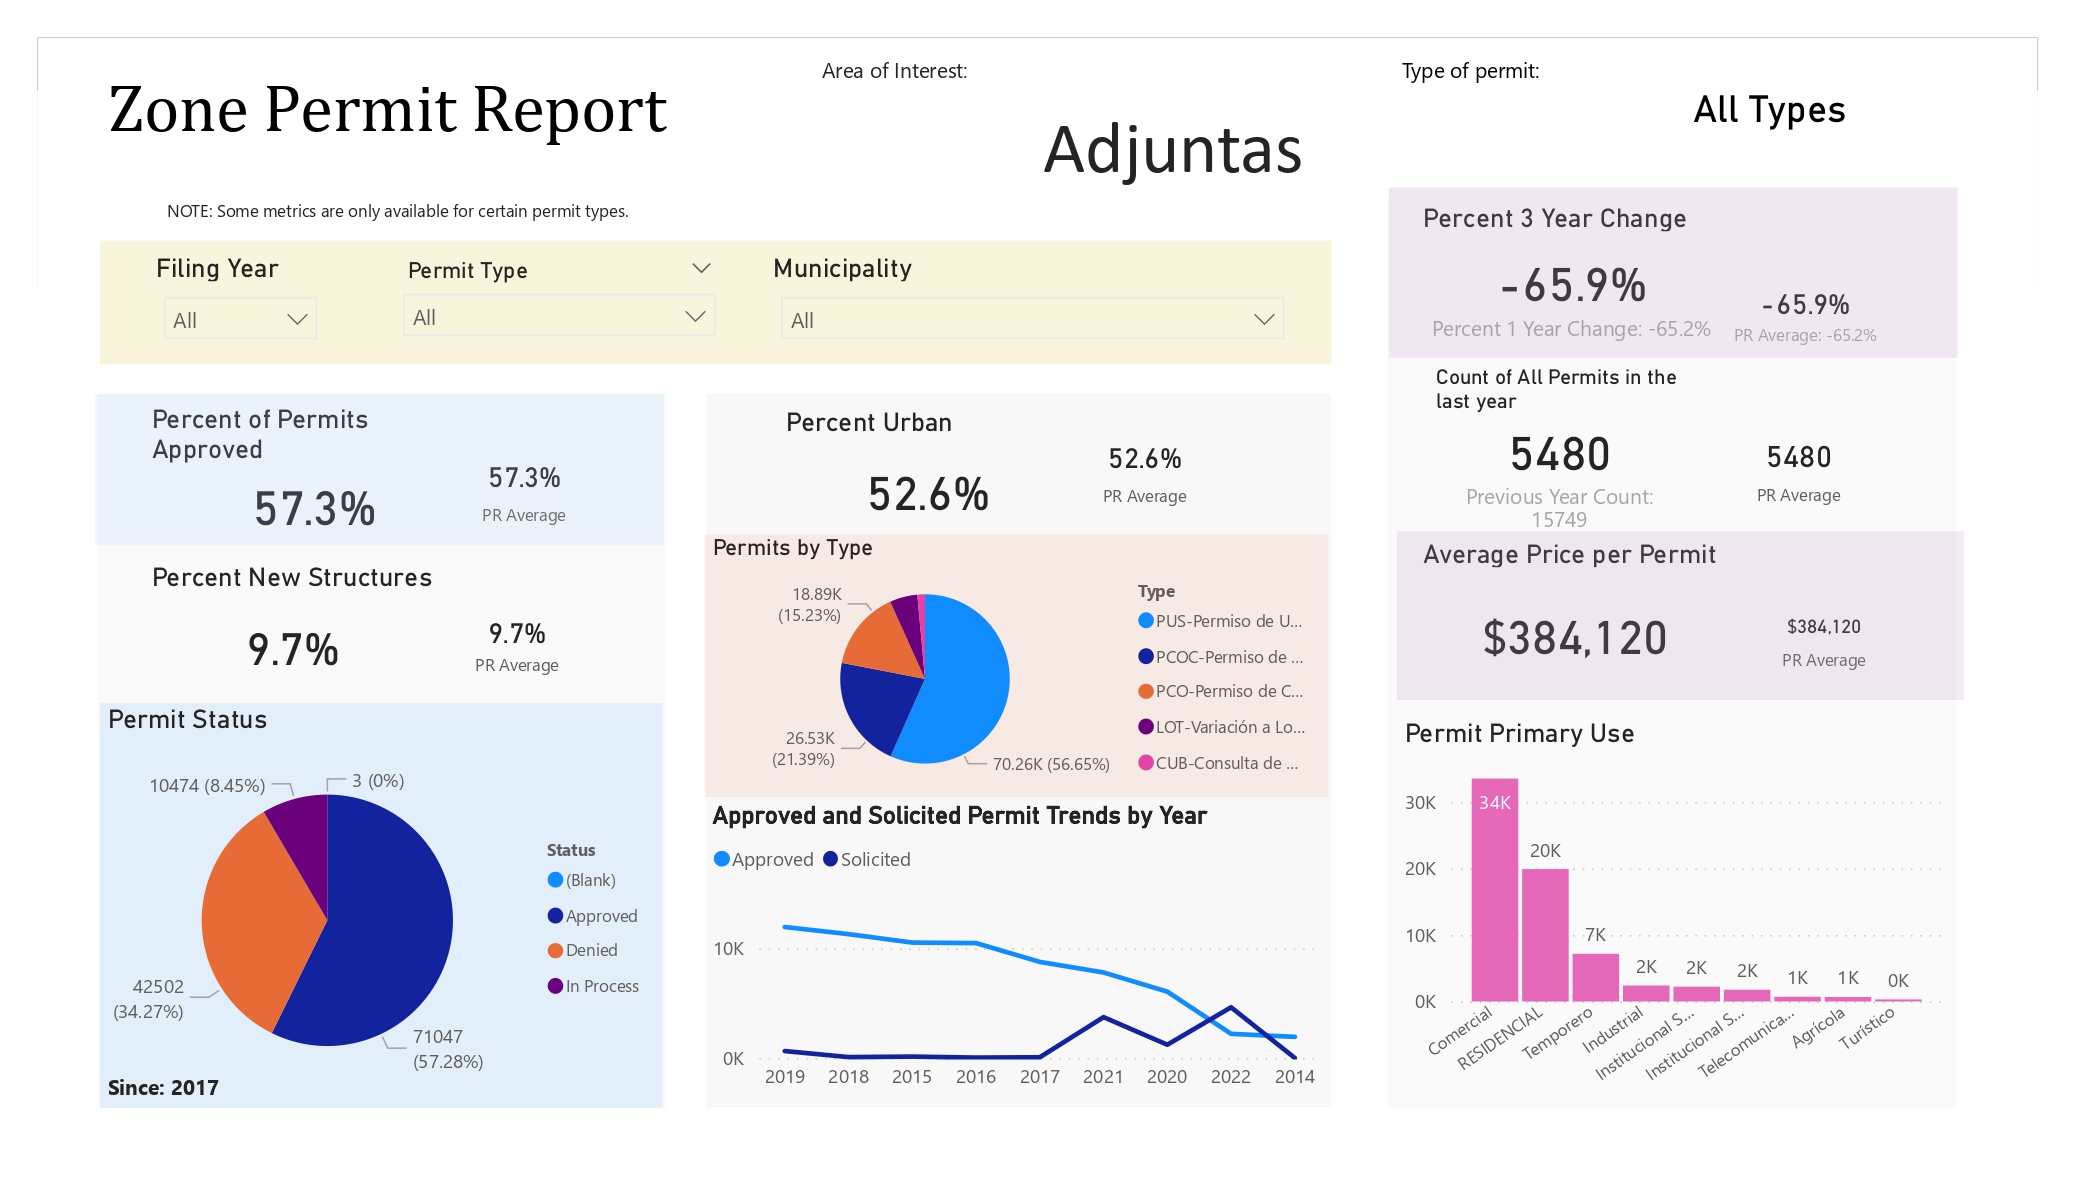 Zone Permit Report
Area of Interest:
Adjuntas
Type of permit:
All Types
NOTE: Some metrics are only available for certain permit types.
Filing Year
All
Permit Type
All
Municipality
All
Percent 3 Year Change
-65.9%
Percent 1 Year Change: -65.2%
-65.9%
PR Average: -65.2%
Count of All Permits in the
last year
5480
Previous Year Count:
15749
5480
PR Average
Average Price per Permit
$384,120
$384,120
PR Average
Percent of Permits
Approved
57.3%
57.3%
PR Average
Percent New Structures
9.7%
9.7%
PR Average
Permit Status
10474 (8.45%)
3 (0%)
42502
(34.27%)
71047
(57.28%)
Status
(Blank)
Approved
Denied
In Process
Since: 2017
Percent Urban
52.6%
52.6%
PR Average
Permits by Type
18.89K
(15.23%)
26.53K
(21.39%)
70.26K (56.65%)
Type
PUS-Permiso de U...
PCOC-Permiso de ...
PCO-Permiso de C...
LOT-Variación a Lo...
CUB-Consulta de ...
Approved and Solicited Permit Trends by Year
Approved
Solicited
10K
0K
2019 2018 2015 2016 2017 2021 2020 2022 2014
Permit Primary Use
30K
20K
10K
0K
34K
20K
7K
2K
2K
2K
1K
1K
0K
Comercial
RESIDENCIAL
Temporero
Industrial
Institucional S...
Institucional S...
Telecomunica...
Agrícola
Turístico